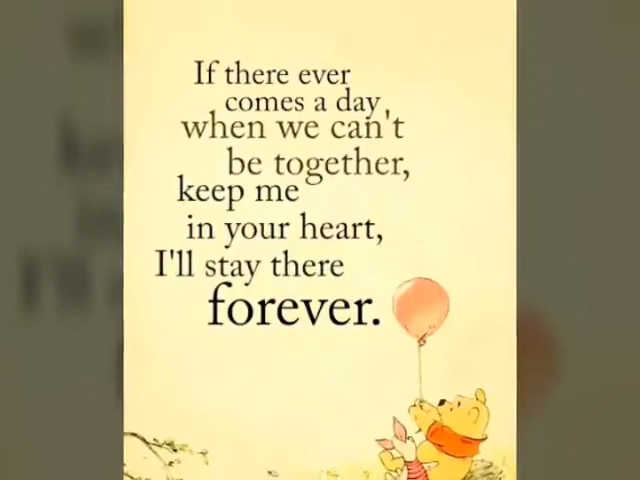 If there ever
comes a day
when we can't
be together,
keep me
in your heart,
I'll stay there
forever.